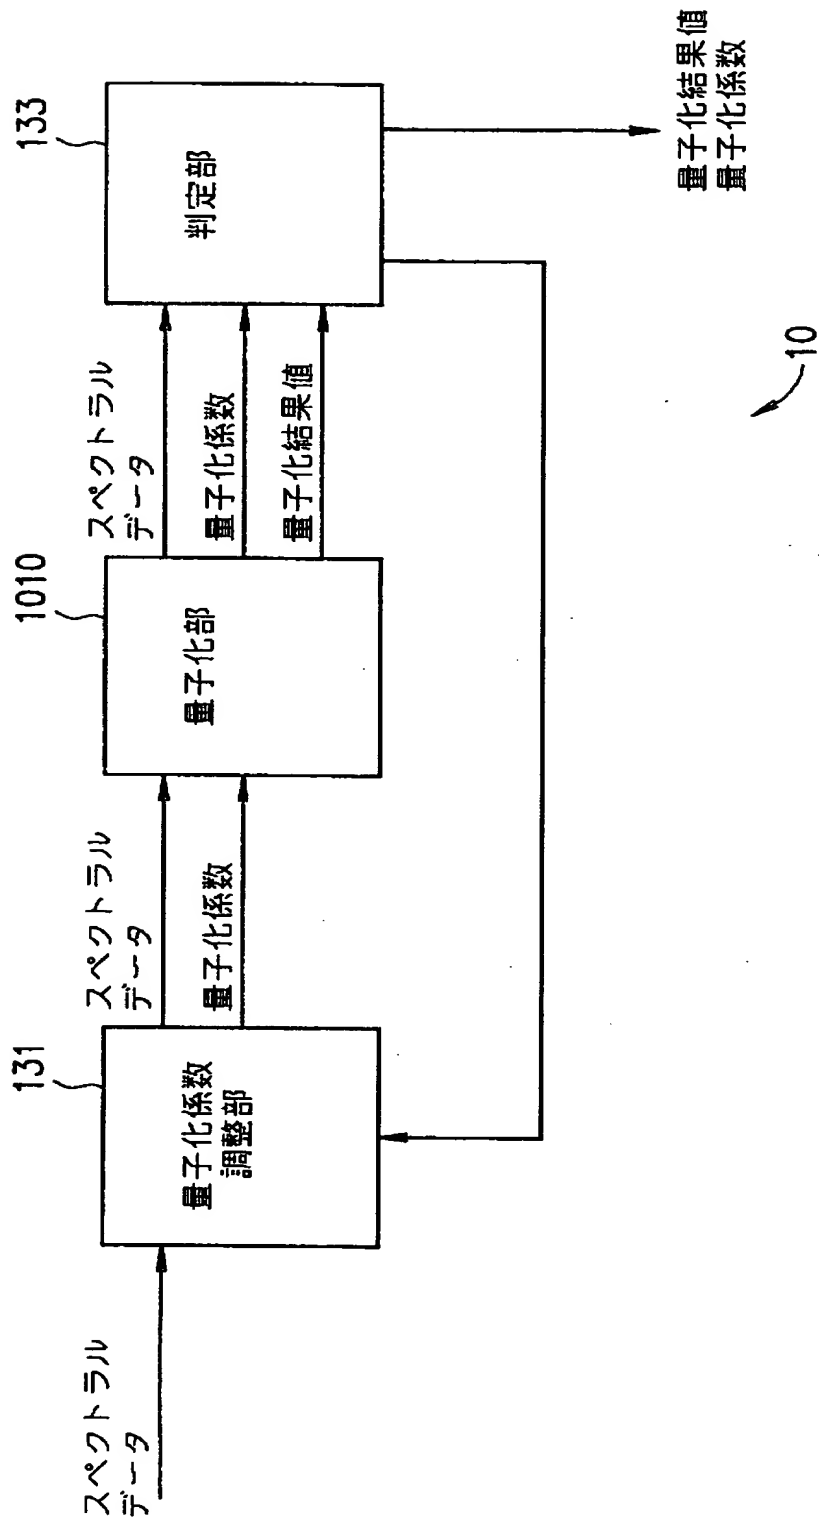 スペクトラル
データ
131
量子化係数
調整部
スペクトラル
データ
量子化係数
1010
量子化部
スペクトラル
データ
量子化係数
量子化結果値
133
判定部
量子化結果値
量子化係数
10